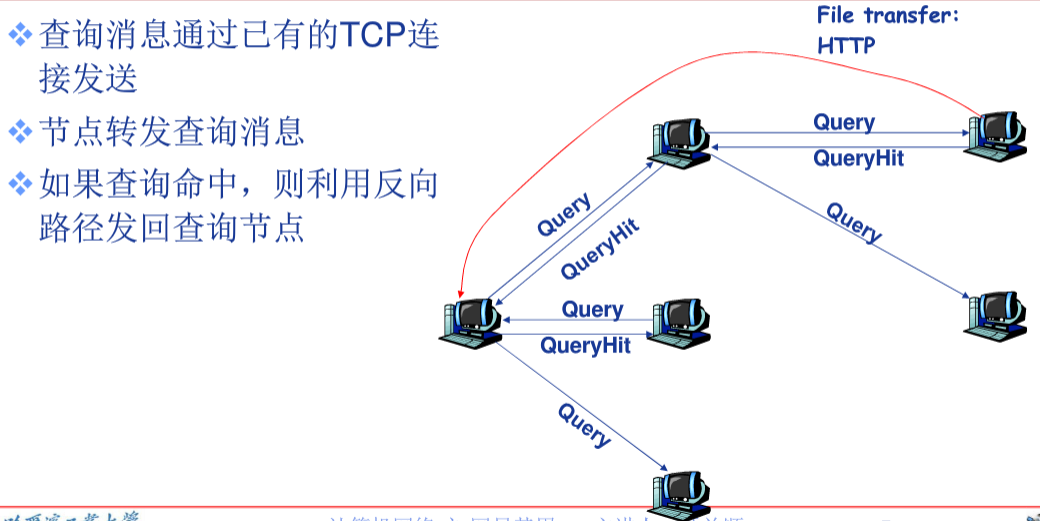 查询消息通过已有的TCP连
接发送
节点转发查询消息
如果查询命中，则利用反向
路径发回查询节点
File transfer:
HTTP
Query
QueryHit
Query
QueryHit
Query
Query
QueryHit
Query